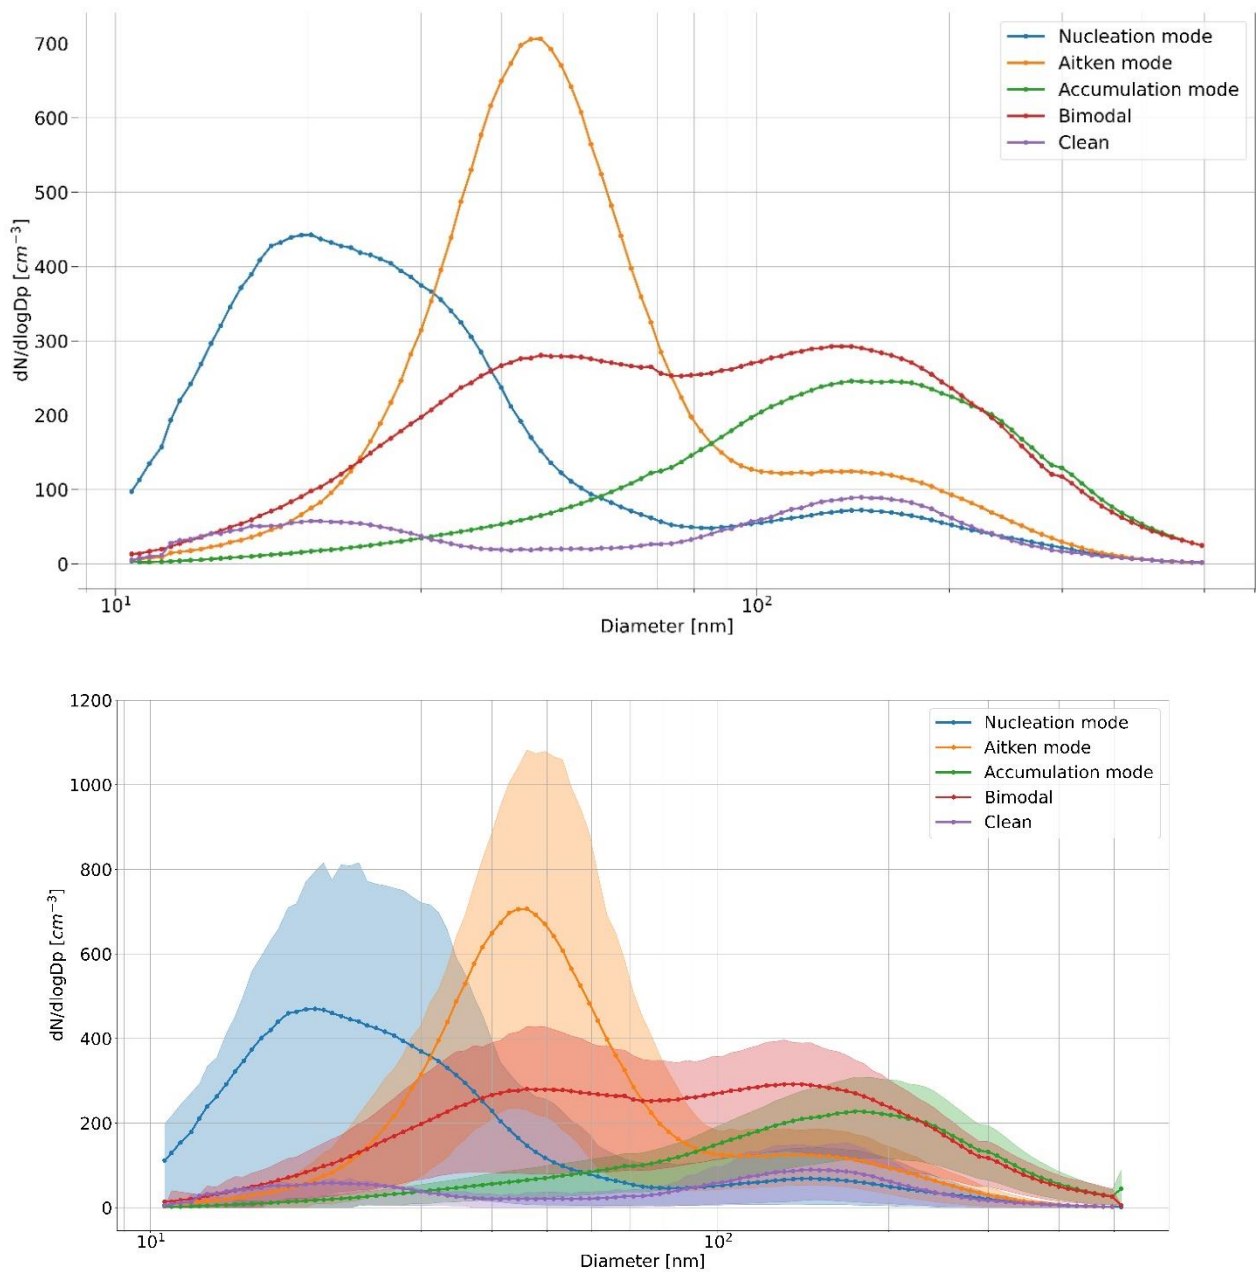 700
600
500
400
300
200
100
0
dN/dlogDp [cm⁻³]
Nucleation mode
Aitken mode
Accumulation mode
Bimodal
Clean
10¹
10²
Diameter [nm]
1200
1000
800
600
400
200
0
dN/dlogDp [cm⁻³]
Nucleation mode
Aitken mode
Accumulation mode
Bimodal
Clean
10¹
10²
Diameter [nm]